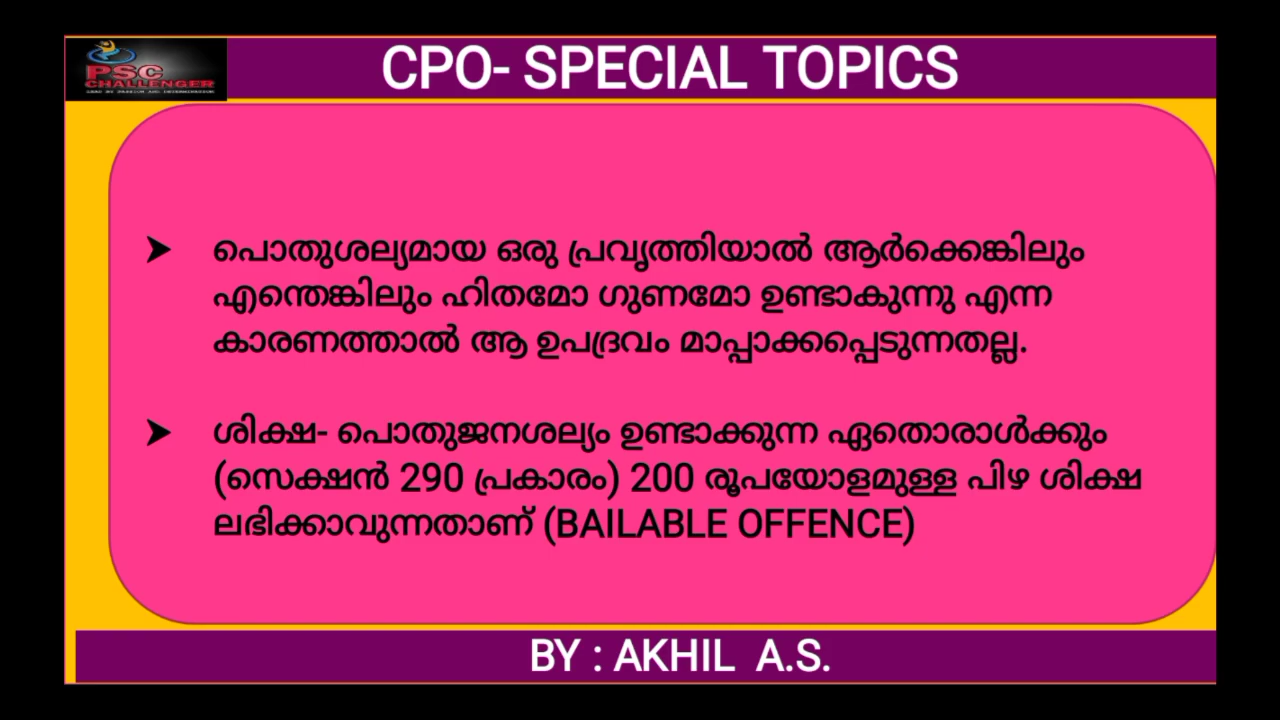 PSC
CHALLENGER
CPO- SPECIAL TOPICS
➤ പൊതുശല്യമായ ഒരു പ്രവൃത്തിയാൽ ആർക്കെങ്കിലും
എന്തെങ്കിലും ഹിതമോ ഗുണമോ ഉണ്ടാകുന്നു എന്ന
കാരണത്താൽ ആ ഉപദ്രവം മാപ്പാക്കപ്പെടുന്നതല്ല.
➤ ശിക്ഷ- പൊതുജനശല്യം ഉണ്ടാക്കുന്ന ഏതൊരാൾക്കും
(സെക്ഷൻ 290 പ്രകാരം) 200 രൂപയോളമുള്ള പിഴ ശിക്ഷ
ലഭിക്കാവുന്നതാണ് (BAILABLE OFFENCE)
BY : AKHIL A.S.